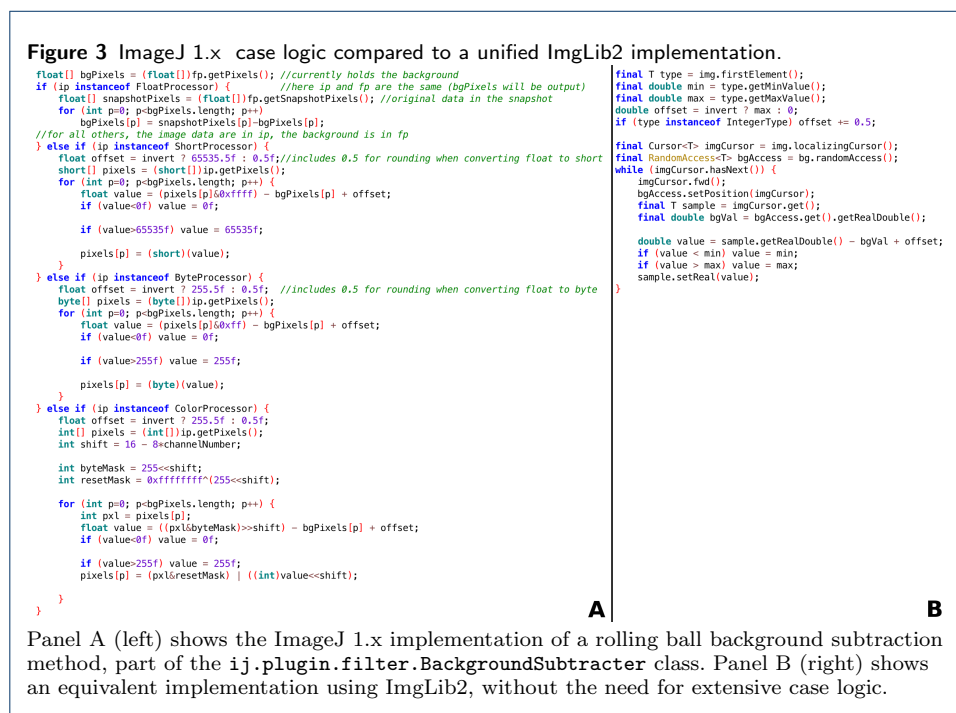 Figure 3 ImageJ 1.x case logic compared to a unified ImgLib2 implementation.
float[] bgPixels = (float[])fp.getPixels(); //currently holds the background
if (ip instanceof FloatProcessor) { //here ip and fp are the same (bgPixels will be output)
float[] snapshotPixels = (float[])fp.getSnapshotPixels(); //original data in the snapshot
for (int p=0; p<bgPixels.length; p++)
bgPixels[p] = snapshotPixels[p]-bgPixels[p];
//for all others, the image data are in ip, the background is in fp
} else if (ip instanceof ShortProcessor) {
float offset = invert ? 65535.5f : 0.5f;//includes 0.5 for rounding when converting float to short
short[] pixels = (short[])ip.getPixels();
for (int p=0; p<bgPixels.length; p++) {
float value = (pixels[p]&0xffff) - bgPixels[p] + offset;
if (value<0f) value = 0f;
if (value>65535f) value = 65535f;
pixels[p] = (short)(value);
}
} else if (ip instanceof ByteProcessor) {
float offset = invert ? 255.5f : 0.5f; //includes 0.5 for rounding when converting float to byte
byte[] pixels = (byte[])ip.getPixels();
for (int p=0; p<bgPixels.length; p++) {
float value = (pixels[p]&0xff) - bgPixels[p] + offset;
if (value<0f) value = 0f;
if (value>255f) value = 255f;
pixels[p] = (byte)(value);
}
} else if (ip instanceof ColorProcessor) {
float offset = invert ? 255.5f : 0.5f;
int[] pixels = (int[])ip.getPixels();
int shift = 16 - 8*channelNumber;
int byteMask = 255<<shift;
int resetMask = 0xffffffff^(255<<shift);
for (int p=0; p<bgPixels.length; p++) {
int pxl = pixels[p];
float value = ((pxl&byteMask)>>shift) - bgPixels[p] + offset;
if (value<0f) value = 0f;
if (value>255f) value = 255f;
pixels[p] = (pxl&resetMask) | ((int)value<<shift);
}
}
A
final T type = img.firstElement();
final double min = type.getMinValue();
final double max = type.getMaxValue();
double offset = invert ? max : 0;
if (type instanceof IntegerType) offset += 0.5;
final Cursor<T> imgCursor = img.localizingCursor();
final RandomAccess<T> bgAccess = bg.randomAccess();
while (imgCursor.hasNext()) {
imgCursor.fwd();
bgAccess.setPosition(imgCursor);
final T sample = imgCursor.get();
final double bgVal = bgAccess.get().getRealDouble();
double value = sample.getRealDouble() - bgVal + offset;
if (value < min) value = min;
if (value > max) value = max;
sample.setReal(value);
}
B
Panel A (left) shows the ImageJ 1.x implementation of a rolling ball background subtraction
method, part of the ij.plugin.filter.BackgroundSubtracter class. Panel B (right) shows
an equivalent implementation using ImgLib2, without the need for extensive case logic.